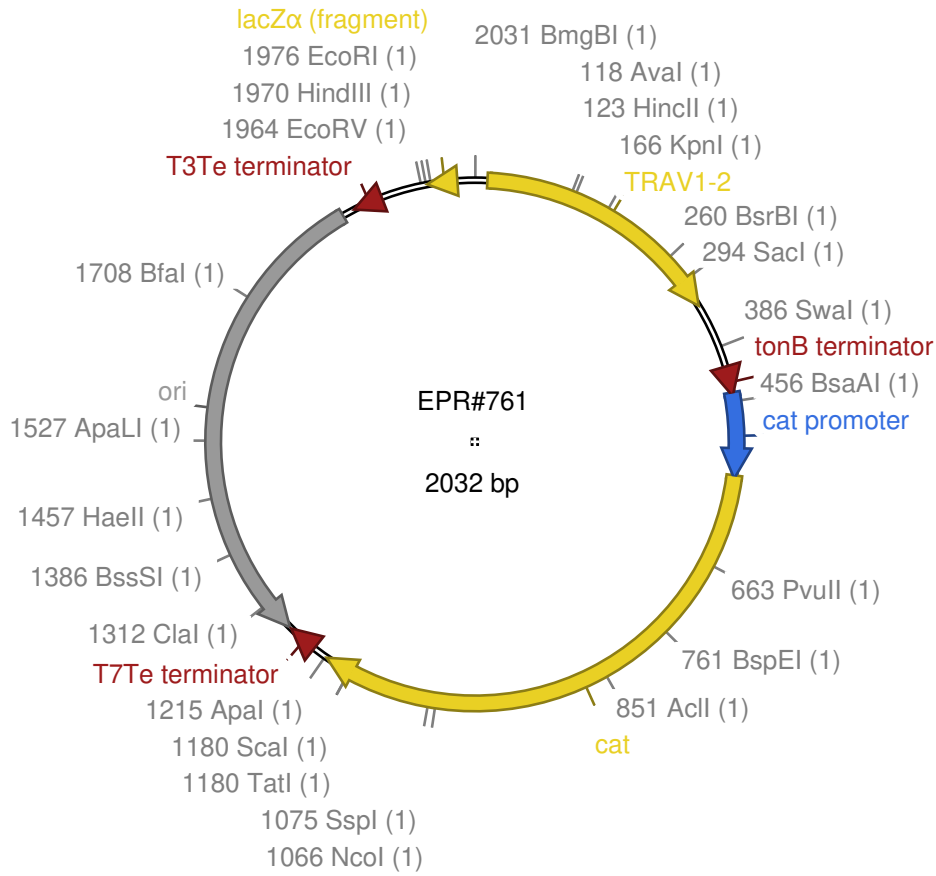 lacZα (fragment)
2031 BmgBI (1)
1976 EcoRI (1)
118 AvaI (1)
1970 HindIII (1)
123 HincII (1)
1964 EcoRV (1)
166 KpnI (1)
T3Te terminator
TRAV1-2
260 BsrBI (1)
294 SacI (1)
1708 BfaI (1)
386 SwaI (1)
tonB terminator
456 BsaAI (1)
ori
EPR#761
cat promoter
1527 ApaLI (1)
2032 bp
1457 HaeII (1)
1386 BssSI (1)
663 PvuII (1)
1312 ClaI (1)
761 BspEI (1)
T7Te terminator
851 AclI (1)
1215 ApaI (1)
cat
1180 ScaI (1)
1180 TatI (1)
1075 SspI (1)
1066 NcoI (1)